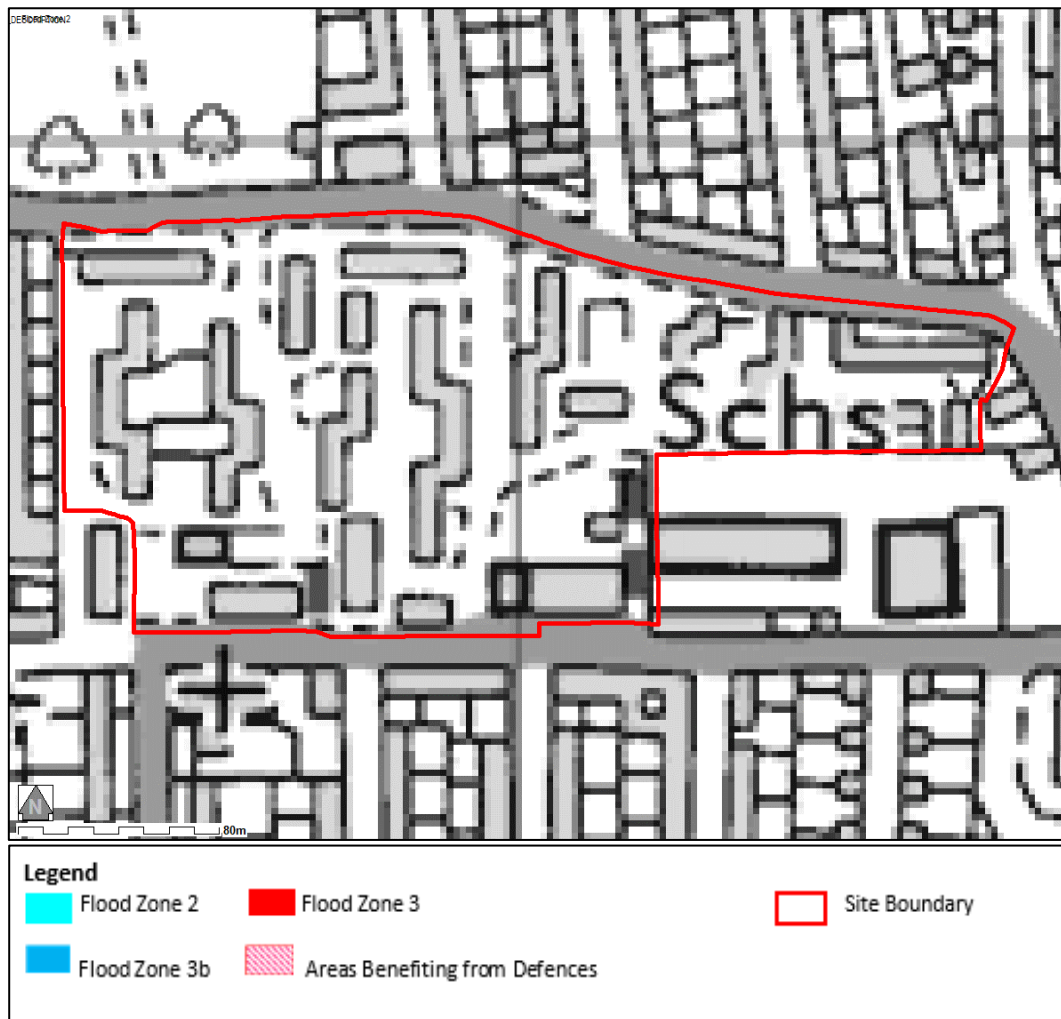 Schs
N
80m
Legend
Flood Zone 2 Flood Zone 3 Site Boundary
Flood Zone 3b Areas Benefiting from Defences